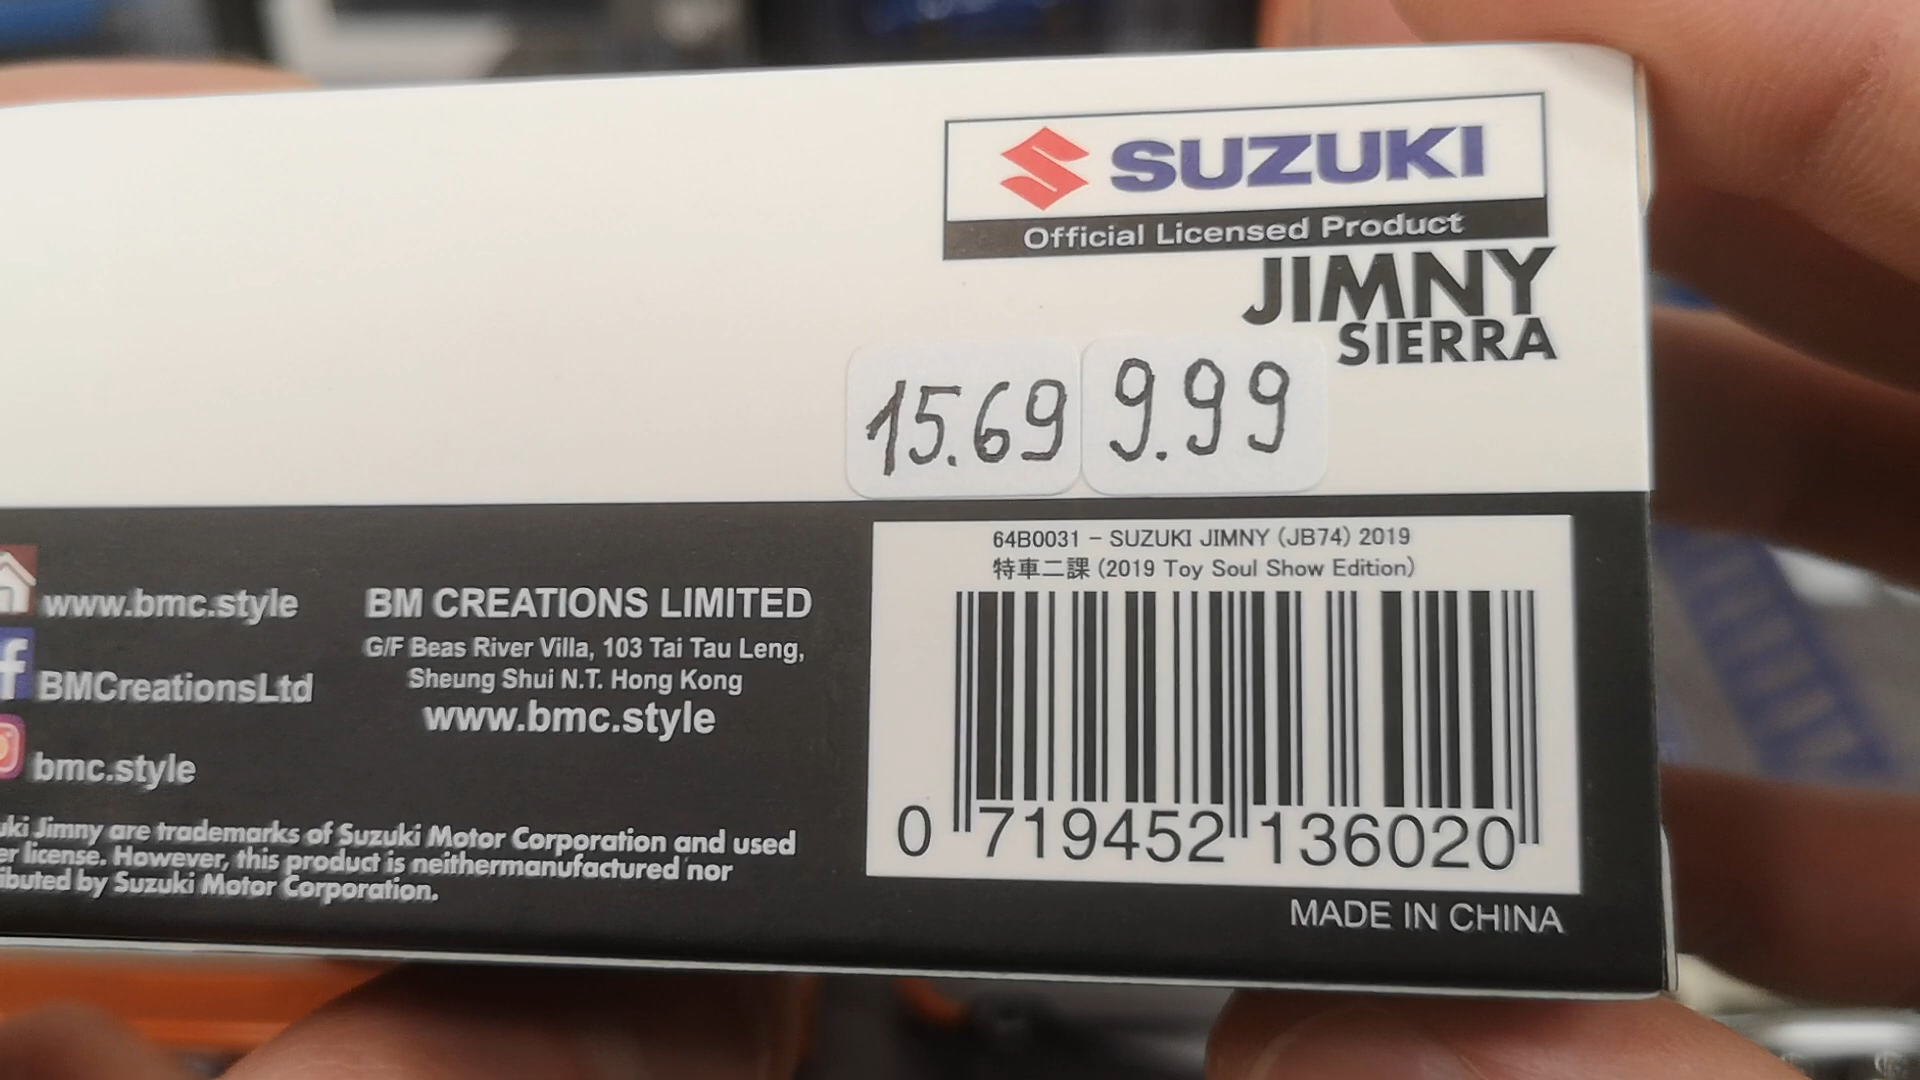 SUZUKI
Official Licensed Product
JIMNY
SIERRA
15.69 9.99
www.bmc.style
BMCreationsLtd
bmc.style
BM CREATIONS LIMITED
G/F Beas River Villa, 103 Tai Tau Leng,
Sheung Shui N.T. Hong Kong
www.bmc.style
Jimny are trademarks of Suzuki Motor Corporation and used
license. However, this product is neithermanufactured nor
by Suzuki Motor Corporation.
64B0031 - SUZUKI JIMNY (JB74) 2019
特車二課 (2019 Toy Soul Show Edition)
0 719452 136020
MADE IN CHINA